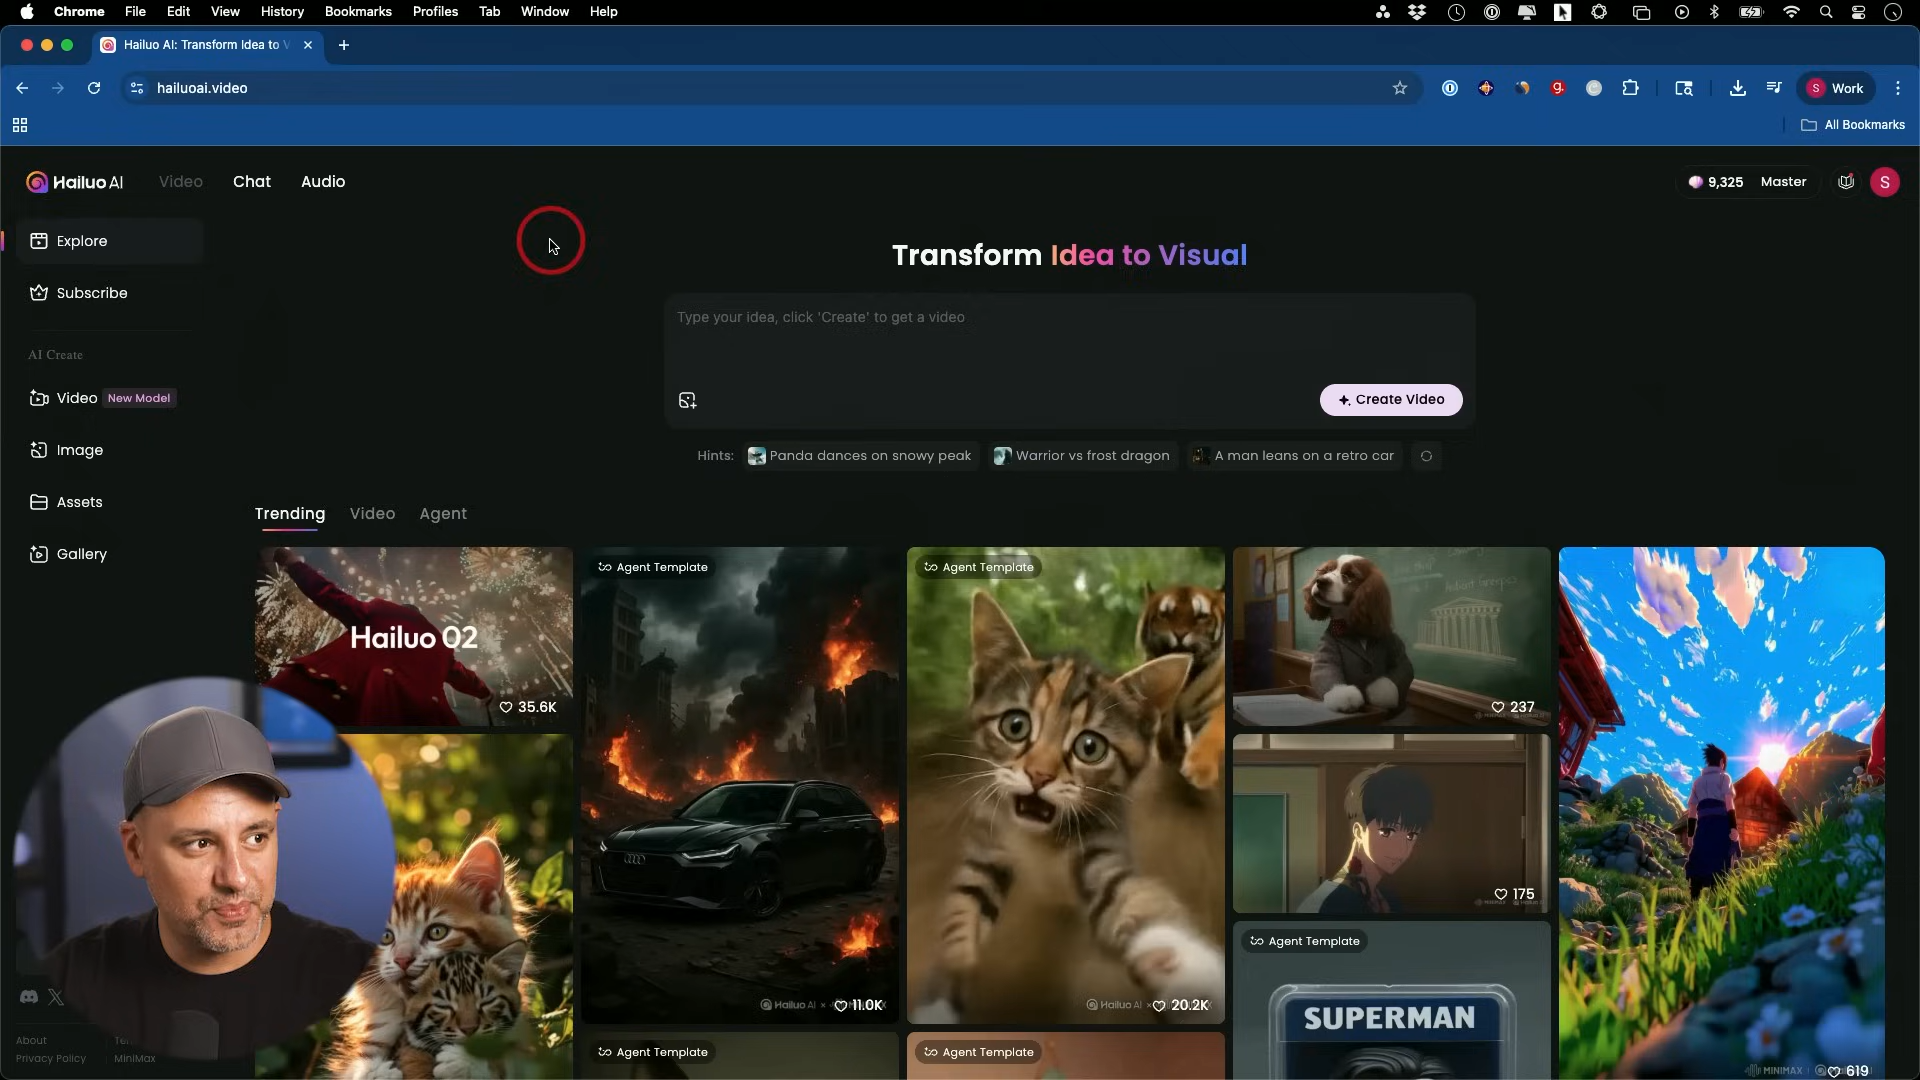 Chrome File Edit View History Bookmarks Profiles Tab Window Help
Hailuo AI: Transform Idea to V
hailuoai.video
S Work
All Bookmarks
Hailuo AI Video Chat Audio
9,325 Master S
Explore
Subscribe
AI Create
Video New Model
Image
Assets
Gallery
Transform Idea to Visual
Type your idea, click 'Create' to get a video
Create Video
Hints: Panda dances on snowy peak Warrior vs frost dragon A man leans on a retro car
Trending Video Agent
Hailuo 02
35.6K
Agent Template
Hailuo AI
11.0K
Agent Template
Hailuo AI
20.2K
237
175
Agent Template
SUPERMAN
MINIMAX
619
Agent Template
Agent Template
About
Privacy Policy MiniMax